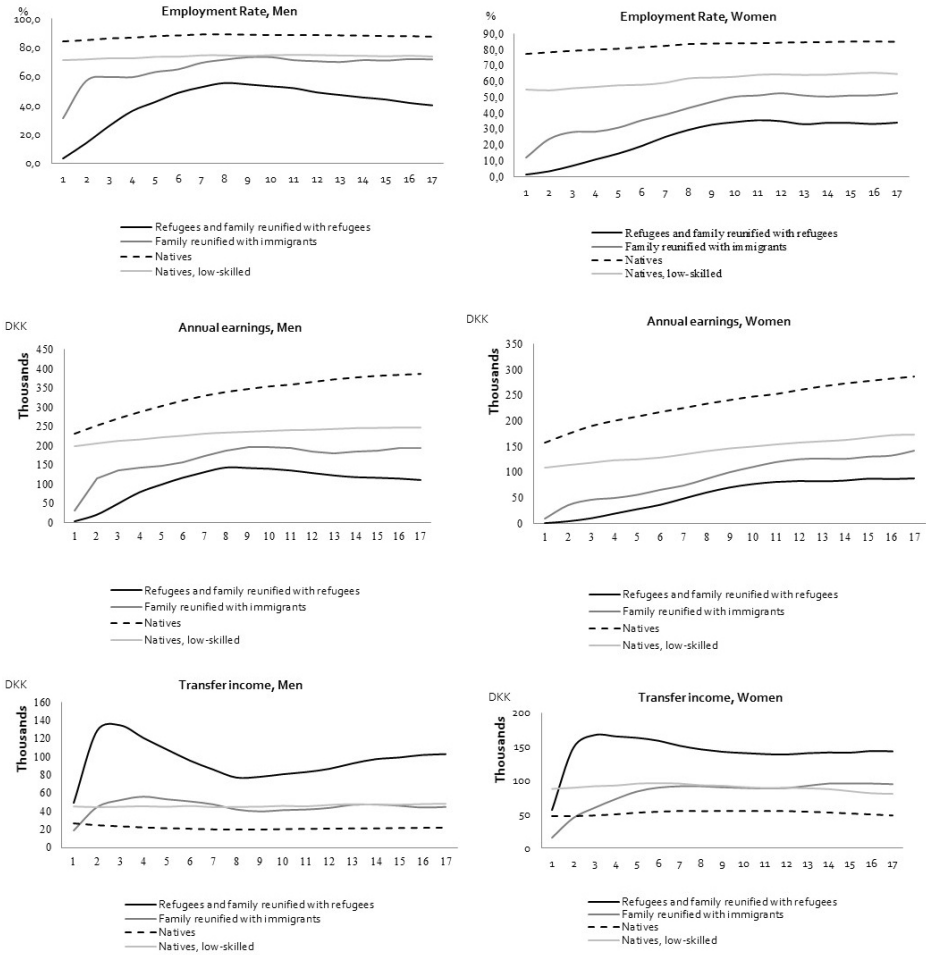 Employment Rate, Men
%
100,0
80,0
60,0
40,0
20,0
0,0
1 2 3 4 5 6 7 8 9 10 11 12 13 14 15 16 17
Refugees and family reunified with refugees
Family reunified with immigrants
Natives
Natives, low-skilled
Employment Rate, Women
%
90,0
80,0
70,0
60,0
50,0
40,0
30,0
20,0
10,0
0,0
1 2 3 4 5 6 7 8 9 10 11 12 13 14 15 16 17
Refugees and family reunified with refugees
Family reunified with immigrants
Natives
Natives, low-skilled
DKK
Annual earnings, Men
Thousands
450
400
350
300
250
200
150
100
50
0
1 2 3 4 5 6 7 8 9 10 11 12 13 14 15 16 17
Refugees and family reunified with refugees
Family reunified with immigrants
Natives
Natives, low-skilled
DKK
Annual earnings, Women
Thousands
350
300
250
200
150
100
50
0
1 2 3 4 5 6 7 8 9 10 11 12 13 14 15 16 17
Refugees and family reunified with refugees
Family reunified with immigrants
Natives
Natives, low-skilled
DKK
Transfer income, Men
Thousands
160
140
120
100
80
60
40
20
0
1 2 3 4 5 6 7 8 9 10 11 12 13 14 15 16 17
Refugees and family reunified with refugees
Family reunified with immigrants
Natives
Natives, low-skilled
DKK
Transfer income, Women
Thousands
200
150
100
50
0
1 2 3 4 5 6 7 8 9 10 11 12 13 14 15 16 17
Refugees and family reunified with refugees
Family reunified with immigrants
Natives
Natives, low-skilled